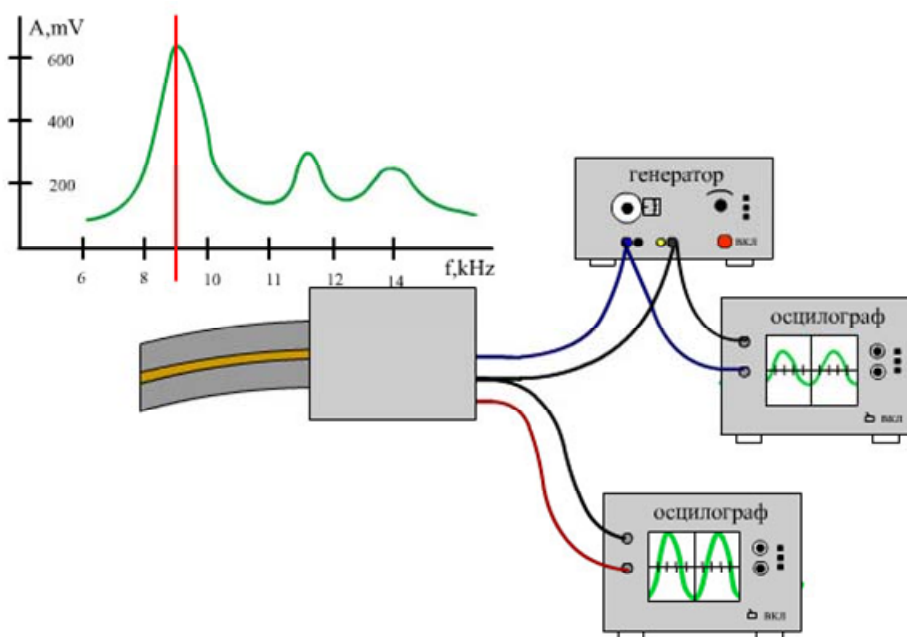 A,mV
600
400
200
6 8 10 11 12 14 f,kHz
генератор
вкл
осцилограф
вкл
осцилограф
вкл